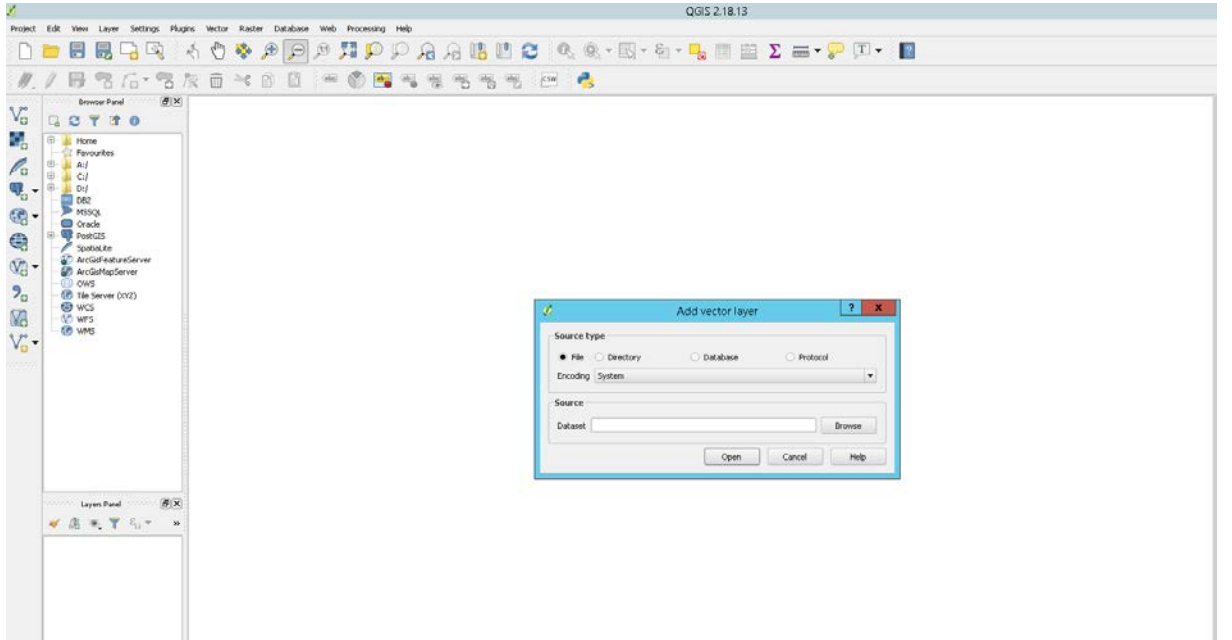 QGIS 2.18.13
Project Edit View Layer Settings Plugins Vector Raster Database Web Processing Help
CSW
Browser Panel
Home
Favourites
A:/
C:/
D:/
DB2
MSSQL
Oracle
PostGIS
SpatiaLite
ArcGisFeatureServer
ArcGisMapServer
OWS
Tile Server (XYZ)
WCS
WFS
WMS
Add vector layer
Source type
File Directory Database Protocol
Encoding System
Source
Dataset Browse
Open Cancel Help
Layers Panel